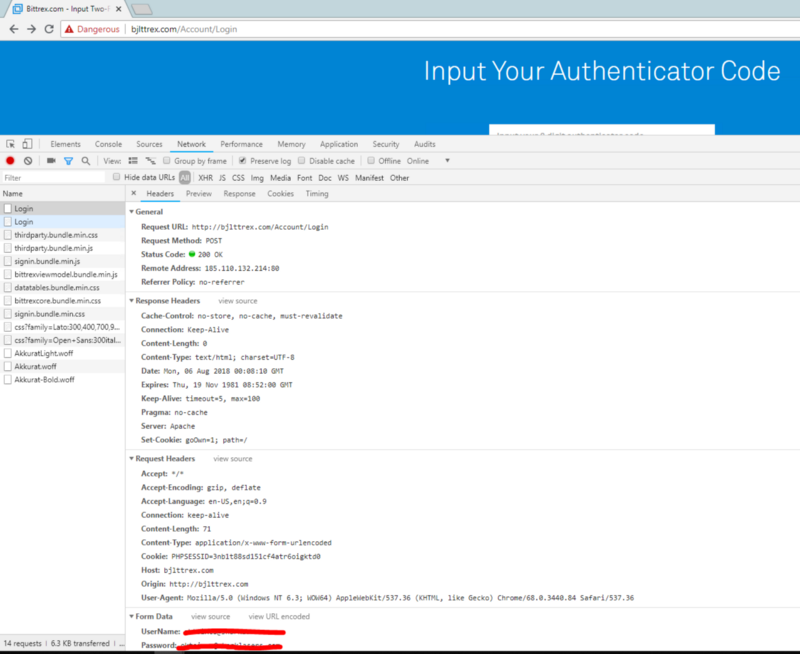 Bittrex.com - Input Two-
Dangerous | bjlttrex.com/Account/Login
Input Your Authenticator Code
Elements Console Sources Network Performance Memory Application Security Audits
View: Group by frame Preserve log Disable cache Offline Online
Filter Hide data URLs All XHR JS CSS Img Media Font Doc WS Manifest Other
Name × Headers Preview Response Cookies Timing
Login
Login
thirdparty.bundle.min.css
thirdparty.bundle.min.js
signin.bundle.min.js
bittrexviewmodel.bundle.min.js
datatables.bundle.min.css
bittrexcore.bundle.min.css
signin.bundle.min.css
css?family=Lato:300,400,700,9...
css?family=Open+Sans:300ital...
AkkuratLight.woff
Akkurat.woff
Akkurat-Bold.woff
General
Request URL: http://bjlttrex.com/Account/Login
Request Method: POST
Status Code: 200 OK
Remote Address: 185.110.132.214:80
Referrer Policy: no-referrer
Response Headers view source
Cache-Control: no-store, no-cache, must-revalidate
Connection: Keep-Alive
Content-Length: 0
Content-Type: text/html; charset=UTF-8
Date: Mon, 06 Aug 2018 00:08:10 GMT
Expires: Thu, 19 Nov 1981 08:52:00 GMT
Keep-Alive: timeout=5, max=100
Pragma: no-cache
Server: Apache
Set-Cookie: goOwn=1; path=/
Request Headers view source
Accept: */*
Accept-Encoding: gzip, deflate
Accept-Language: en-US,en;q=0.9
Connection: keep-alive
Content-Length: 71
Content-Type: application/x-www-form-urlencoded
Cookie: PHPSESSID=3nb1t88sd151cf4atr6oigktd0
Host: bjlttrex.com
Origin: http://bjlttrex.com
User-Agent: Mozilla/5.0 (Windows NT 6.3; WOW64) AppleWebKit/537.36 (KHTML, like Gecko) Chrome/68.0.3440.84 Safari/537.36
Form Data view source view URL encoded
UserName:
Password:
14 requests | 6.3 KB transferred | ...